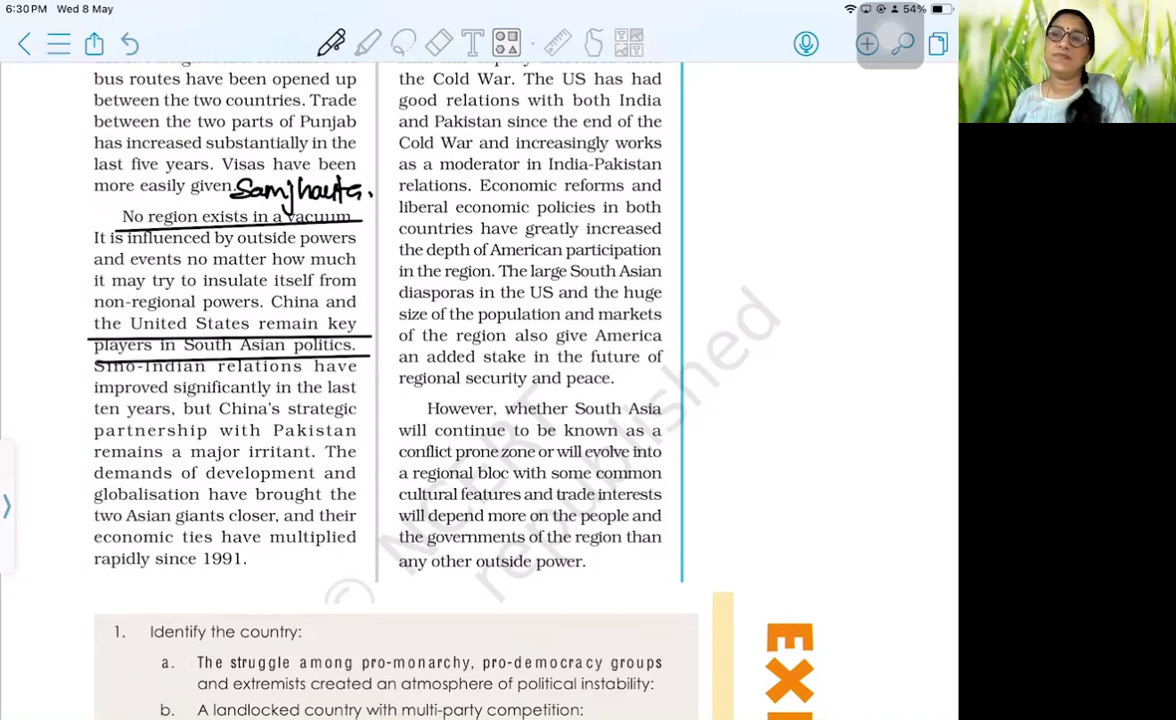 6:30 PM Wed 8 May
54%
bus routes have been opened up
between the two countries. Trade
between the two parts of Punjab
has increased substantially in the
last five years. Visas have been
more easily given.
Samjhauta.
No region exists in a vacuum.
It is influenced by outside powers
and events no matter how much
it may try to insulate itself from
non-regional powers. China and
the United States remain key
players in South Asian politics.
Sino-Indian relations have
improved significantly in the last
ten years, but China's strategic
partnership with Pakistan
remains a major irritant. The
demands of development and
globalisation have brought the
two Asian giants closer, and their
economic ties have multiplied
rapidly since 1991.
the Cold War. The US has had
good relations with both India
and Pakistan since the end of the
Cold War and increasingly works
as a moderator in India-Pakistan
relations. Economic reforms and
liberal economic policies in both
countries have greatly increased
the depth of American participation
in the region. The large South Asian
diasporas in the US and the huge
size of the population and markets
of the region also give America
an added stake in the future of
regional security and peace.
However, whether South Asia
will continue to be known as a
conflict prone zone or will evolve into
a regional bloc with some common
cultural features and trade interests
will depend more on the people and
the governments of the region than
any other outside power.
© NCERT
republished
1. Identify the country:
a. The struggle among pro-monarchy, pro-democracy groups
and extremists created an atmosphere of political instability:
b. A landlocked country with multi-party competition:
EX